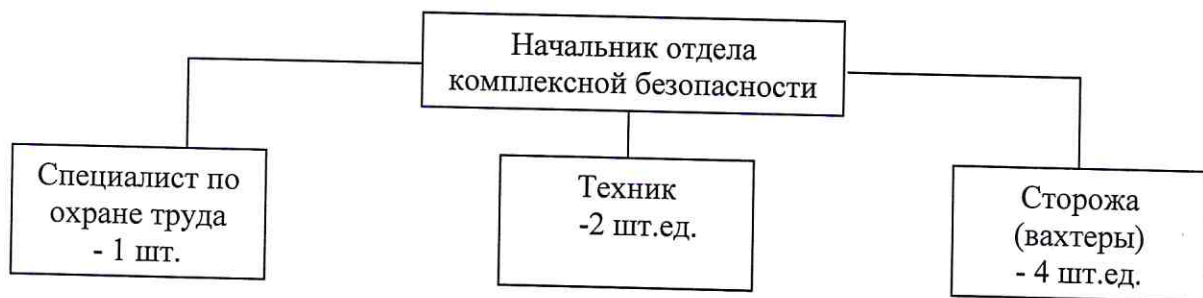 Начальник отдела
комплексной безопасности
Специалист по
охране труда
- 1 шт.
Техник
-2 шт.ед.
Сторожа
(вахтеры)
- 4 шт.ед.